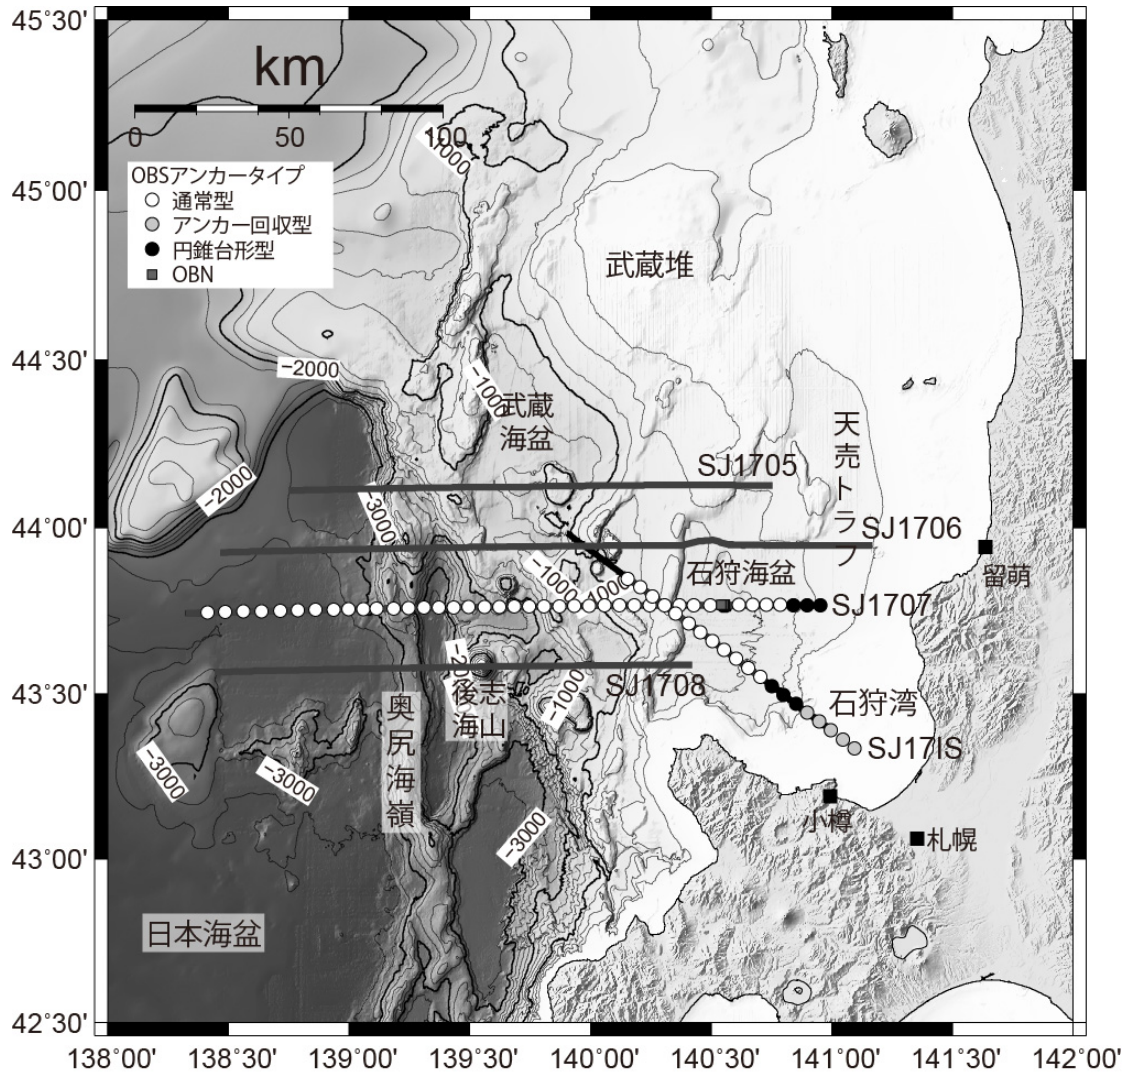 45°30'
km
0
50
100
-1000
OBSアンカータイプ
通常型
アンカー回収型
円錐台形型
OBN
45°00'
武蔵堆
44°30'
-2000
-1000
武蔵
海盆
天売トラフ
-2000
SJ1705
-3000
44°00'
SJ1706
-1000
石狩海盆
留萌
-1000
SJ1707
43°30'
-2000
後志
海山
SJ1708
-1000
奥尻海嶺
石狩湾
SJ17IS
-3000
-3000
小樽
-3000
札幌
43°00'
日本海盆
42°30'
138°00'
138°30'
139°00'
139°30'
140°00'
140°30'
141°00'
141°30'
142°00'